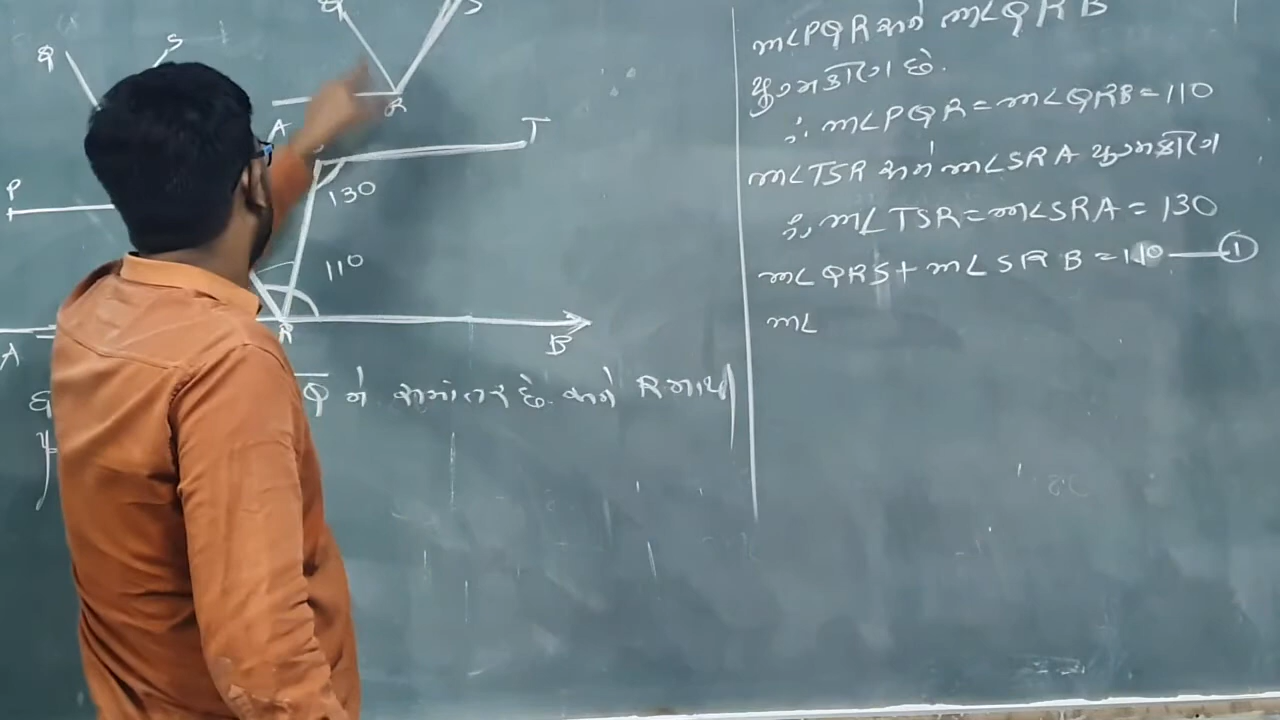 Q
S
Q
S
R
A
T
P
130
110
R
A
B
Q ને સમાંતર છે. અને R માંથી
m∠PQR અને m∠QRB
યુગ્મકોણ છે.
∴ m∠PQR = m∠QRB = 110
m∠TSR અને m∠SRA યુગ્મકોણ
∴ m∠TSR = m∠SRA = 130
m∠QRS + m∠SRB = 110 — ①
m∠